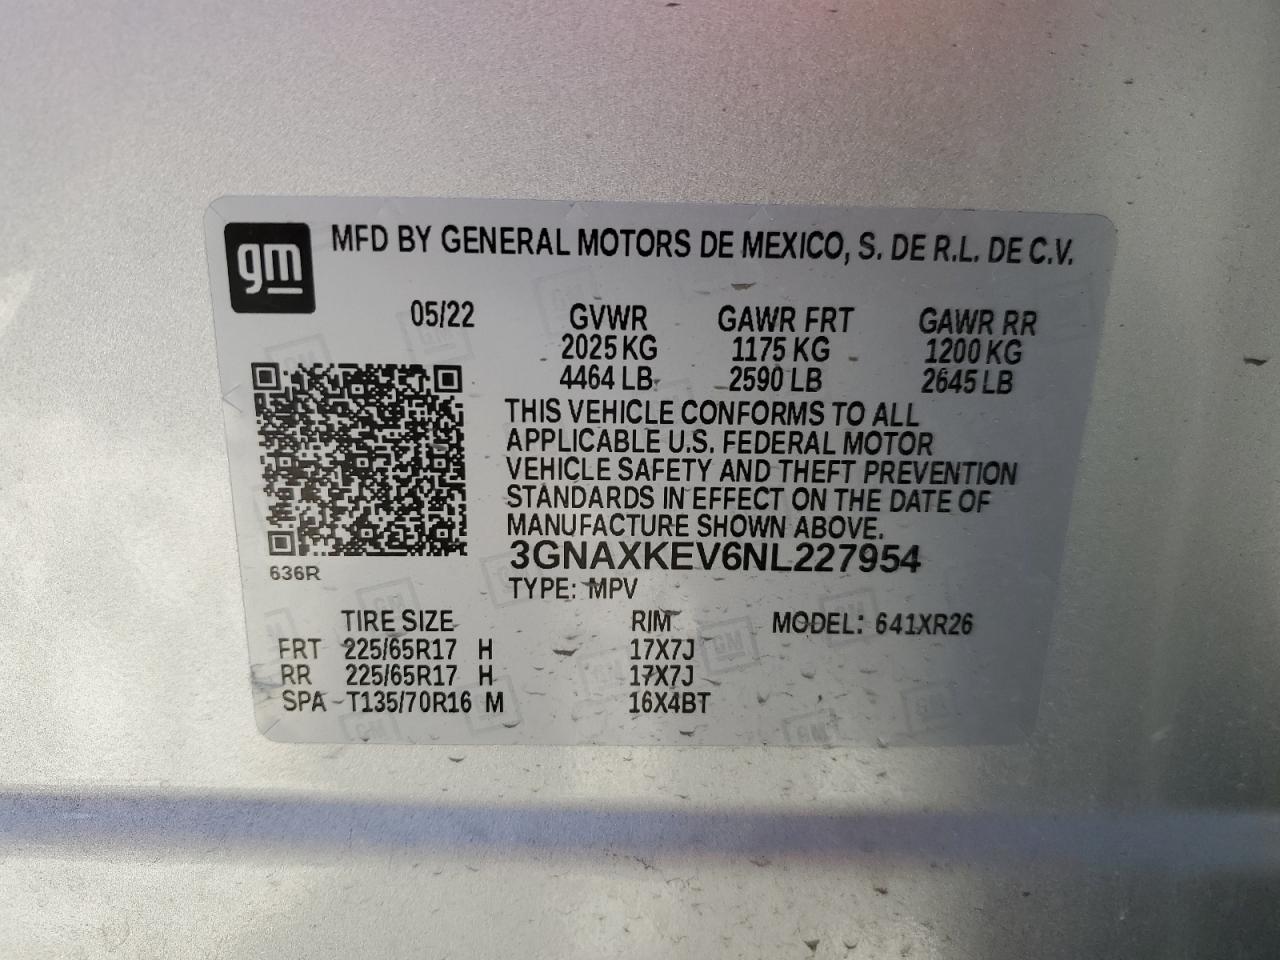 gm
MFD BY GENERAL MOTORS DE MEXICO, S. DE R.L. DE C.V.
05/22 GVWR GAWR FRT GAWR RR
2025 KG 1175 KG 1200 KG
4464 LB 2590 LB 2645 LB
THIS VEHICLE CONFORMS TO ALL
APPLICABLE U.S. FEDERAL MOTOR
VEHICLE SAFETY AND THEFT PREVENTION
STANDARDS IN EFFECT ON THE DATE OF
MANUFACTURE SHOWN ABOVE.
3GNAXKEV6NL227954
636R
TYPE: MPV
TIRE SIZE RIM MODEL: 641XR26
FRT 225/65R17 H 17X7J
RR 225/65R17 H 17X7J
SPA T135/70R16 M 16X4BT